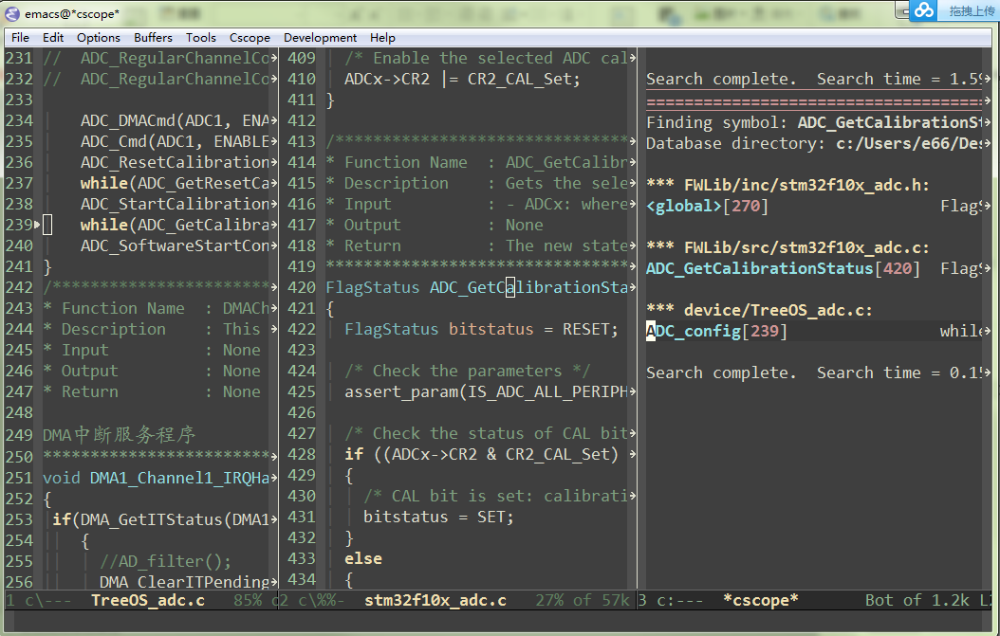 emacs@*cscope*
拖拽上传
File Edit Options Buffers Tools Cscope Development Help
231 // ADC_RegularChannelCo
232 // ADC_RegularChannelCo
233
234 ADC_DMACmd(ADC1, ENA
235 ADC_Cmd(ADC1, ENABLE
236 ADC_ResetCalibration
237 while(ADC_GetResetCa
238 ADC_StartCalibration
239 while(ADC_GetCalibra
240 ADC_SoftwareStartCon
241 }
242 /***********************
243 * Function Name : DMACh
244 * Description : This
245 * Input : None
246 * Output : None
247 * Return : None
248
249 DMA中断服务程序
250 ************************
251 void DMA1_Channel1_IRQHa
252 {
253 if(DMA_GetITStatus(DMA1
254 {
255 //AD_filter();
256 DMA_ClearITPending
1 c\--- TreeOS_adc.c 85% c
409 /* Enable the selected ADC cal
410 ADCx->CR2 |= CR2_CAL_Set;
411 }
412
413 /*******************************
414 * Function Name : ADC_GetCalibr
415 * Description : Gets the sele
416 * Input : - ADCx: where
417 * Output : None
418 * Return : The new state
419 ********************************
420 FlagStatus ADC_GetCalibrationSta
421 {
422 FlagStatus bitstatus = RESET;
423
424 /* Check the parameters */
425 assert_param(IS_ADC_ALL_PERIPH
426
427 /* Check the status of CAL bit
428 if ((ADCx->CR2 & CR2_CAL_Set)
429 {
430 /* CAL bit is set: calibrati
431 bitstatus = SET;
432 }
433 else
434 {
2 c\%%- stm32f10x_adc.c 27% of 57k
Search complete. Search time = 1.59
===================================
Finding symbol: ADC_GetCalibrationSt
Database directory: c:/Users/e66/Des
*** FWLib/inc/stm32f10x_adc.h:
<global>[270] FlagS
*** FWLib/src/stm32f10x_adc.c:
ADC_GetCalibrationStatus[420] FlagS
*** device/TreeOS_adc.c:
ADC_config[239] while
Search complete. Search time = 0.15
3 c:--- *cscope* Bot of 1.2k L